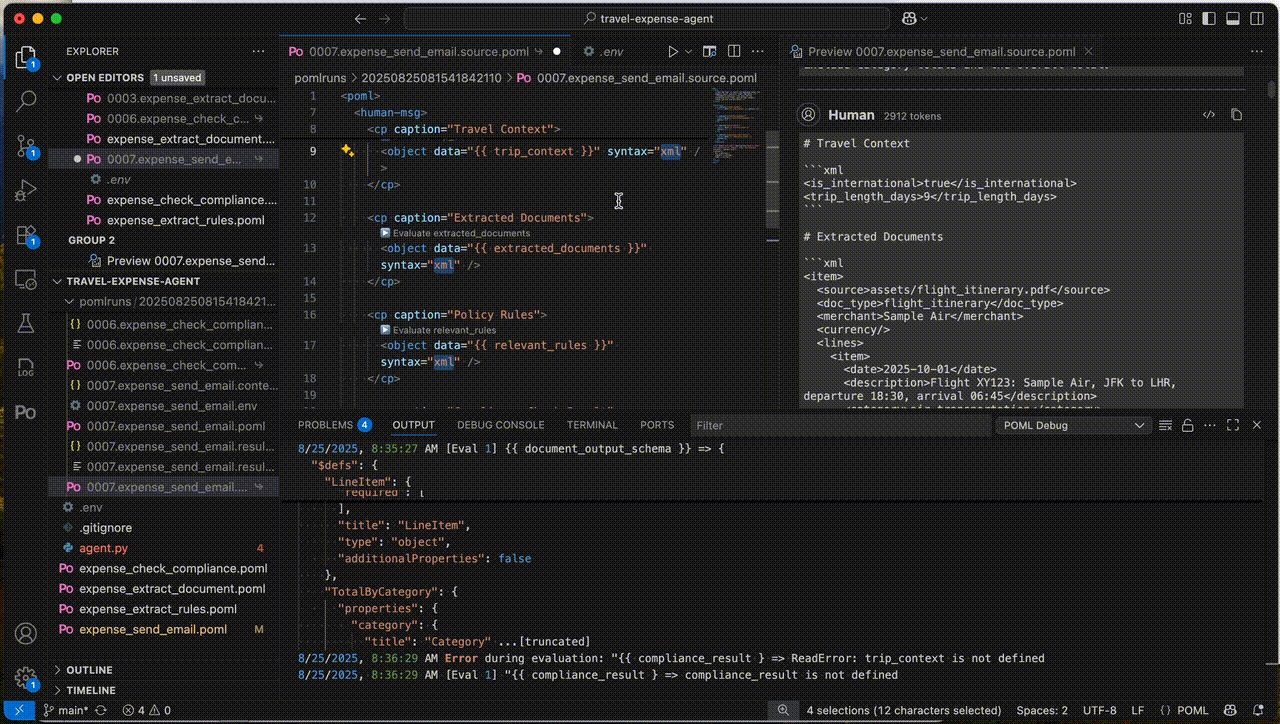 travel-expense-agent
EXPLORER
OPEN EDITORS 1 unsaved
Po 0003.expense_extract_docu...
Po 0006.expense_check_c...
Po expense_extract_document....
Po 0007.expense_send_e...
.env
Po expense_check_compliance....
Po expense_extract_rules.poml
GROUP 2
Preview 0007.expense_send...
TRAVEL-EXPENSE-AGENT
pomlruns / 202508250815418421...
{} 0006.expense_check_complian...
0006.expense_check_complian...
Po 0006.expense_check_com...
{} 0007.expense_send_email.conte...
0007.expense_send_email.env
Po 0007.expense_send_email.poml
{} 0007.expense_send_email.resul...
0007.expense_send_email.resul...
Po 0007.expense_send_email....
.env
.gitignore
agent.py 4
Po expense_check_compliance.poml
Po expense_extract_document.poml
Po expense_extract_rules.poml
Po expense_send_email.poml M
OUTLINE
TIMELINE
1
1
1
LOG
Po
1
Po 0007.expense_send_email.source.poml
.env
pomlruns > 20250825081541842110 > Po 0007.expense_send_email.source.poml
1 <poml>
7 <human-msg>
8 <cp caption="Travel Context">
9 <object data="{{ trip_context }}" syntax="xml" /
>
10 </cp>
11
12 <cp caption="Extracted Documents">
Evaluate extracted_documents
13 <object data="{{ extracted_documents }}"
syntax="xml" />
14 </cp>
15
16 <cp caption="Policy Rules">
Evaluate relevant_rules
17 <object data="{{ relevant_rules }}"
syntax="xml" />
18 </cp>
19
Preview 0007.expense_send_email.source.poml
Human 2912 tokens
# Travel Context
```xml
<is_international>true</is_international>
<trip_length_days>9</trip_length_days>
```
# Extracted Documents
```xml
<item>
<source>assets/flight_itinerary.pdf</source>
<doc_type>flight_itinerary</doc_type>
<merchant>Sample Air</merchant>
<currency/>
<lines>
<item>
<date>2025-10-01</date>
<description>Flight XY123: Sample Air, JFK to LHR,
departure 18:30, arrival 06:45</description>
PROBLEMS 4 OUTPUT DEBUG CONSOLE TERMINAL PORTS Filter POML Debug
8/25/2025, 8:35:27 AM [Eval 1] {{ document_output_schema }} => {
"$defs": {
"LineItem": {
"required": [
],
"title": "LineItem",
"type": "object",
"additionalProperties": false
},
"TotalByCategory": {
"properties": {
"category": {
"title": "Category" ...[truncated]
8/25/2025, 8:36:29 AM Error during evaluation: "{{ compliance_result } => ReadError: trip_context is not defined
8/25/2025, 8:36:29 AM [Eval 1] "{{ compliance_result } => compliance_result is not defined
main* 4 0 4 selections (12 characters selected) Spaces: 2 UTF-8 LF {} POML